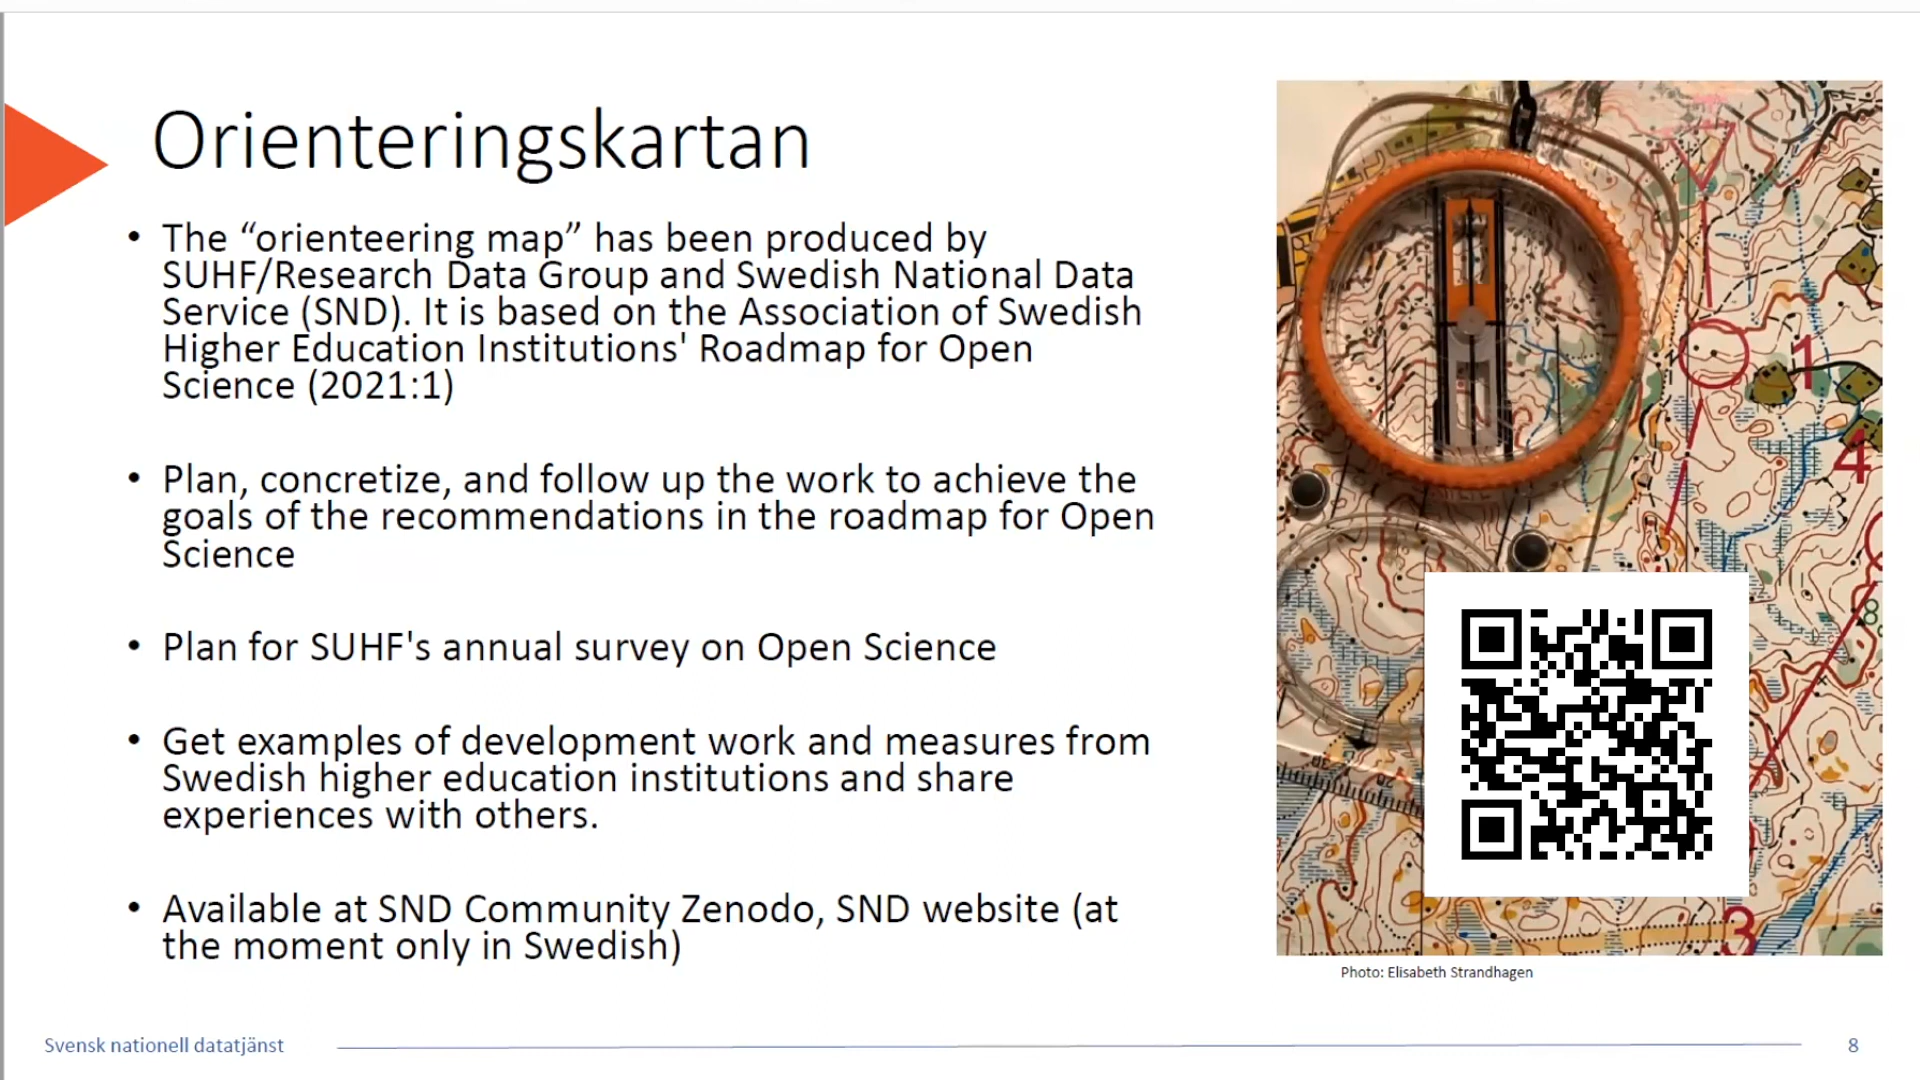 Orienteringskartan
• The “orienteering map” has been produced by
SUHF/Research Data Group and Swedish National Data
Service (SND). It is based on the Association of Swedish
Higher Education Institutions' Roadmap for Open
Science (2021:1)
• Plan, concretize, and follow up the work to achieve the
goals of the recommendations in the roadmap for Open
Science
• Plan for SUHF's annual survey on Open Science
• Get examples of development work and measures from
Swedish higher education institutions and share
experiences with others.
• Available at SND Community Zenodo, SND website (at
the moment only in Swedish)
1
4
8
3
Photo: Elisabeth Strandhagen
Svensk nationell datatjänst
8